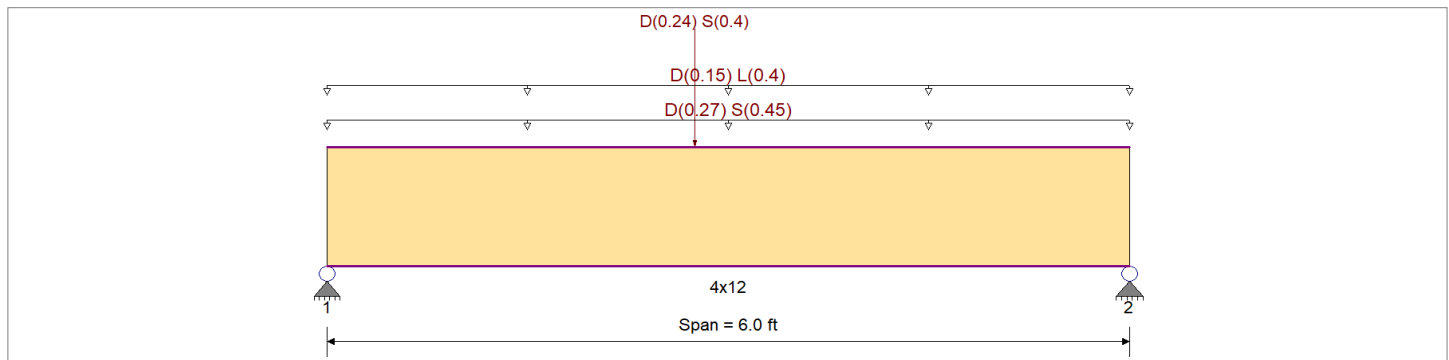 D(0.24) S(0.4)
D(0.15) L(0.4)
D(0.27) S(0.45)
4x12
1
2
Span = 6.0 ft